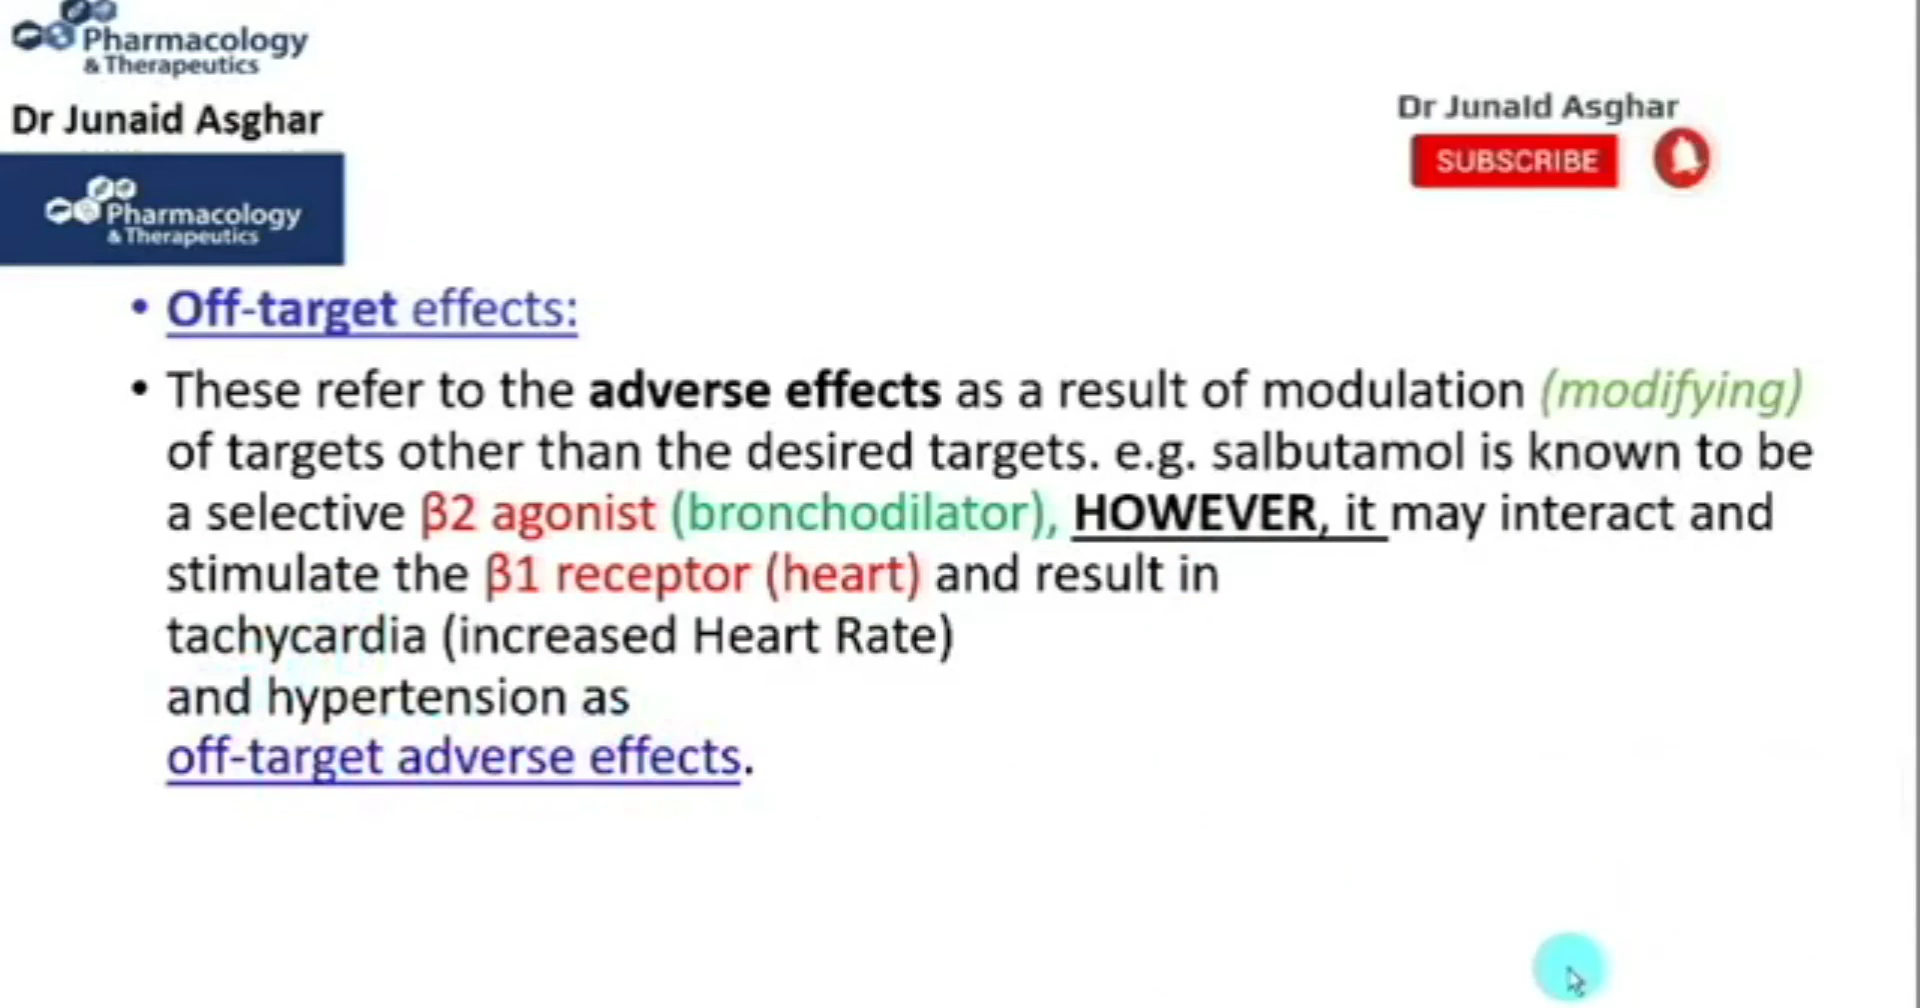 Pharmacology
& Therapeutics
Dr Junaid Asghar
Dr Junaid Asghar
SUBSCRIBE
Pharmacology
& Therapeutics
• Off-target effects:
• These refer to the adverse effects as a result of modulation (modifying)
of targets other than the desired targets. e.g. salbutamol is known to be
a selective β2 agonist (bronchodilator), HOWEVER, it may interact and
stimulate the β1 receptor (heart) and result in
tachycardia (increased Heart Rate)
and hypertension as
off-target adverse effects.